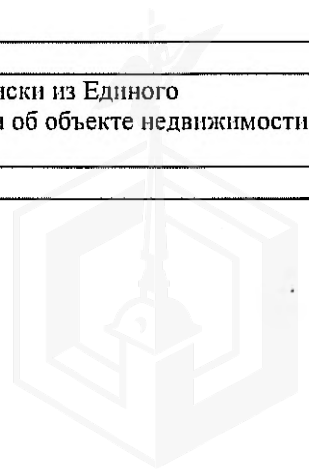 иски из Единого
об объекте недвижимости